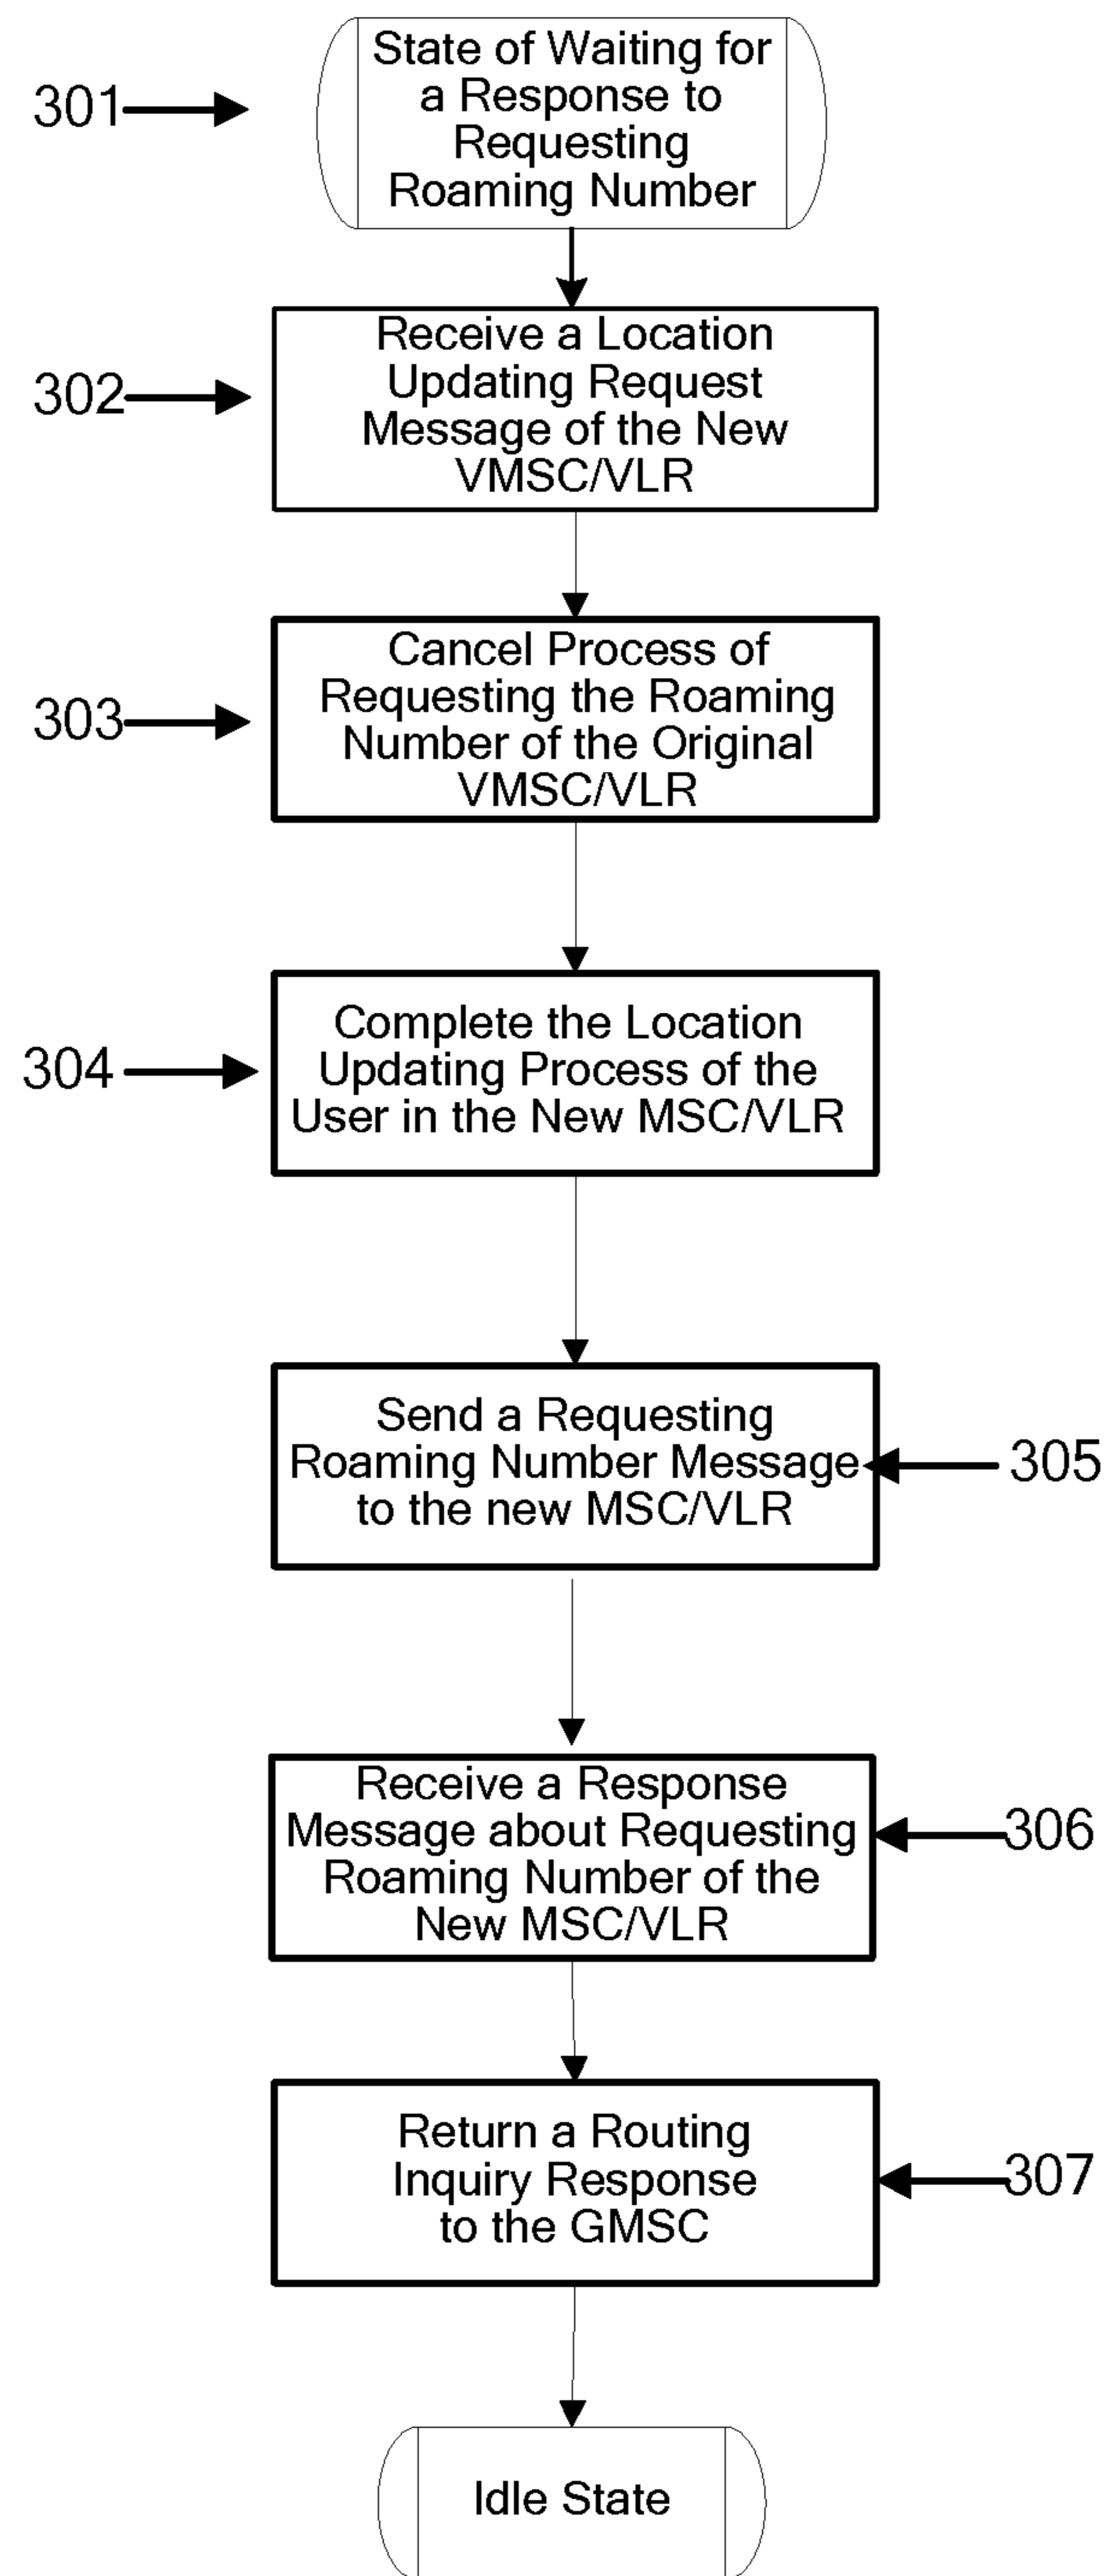 301
State of Waiting for
a Response to
Requesting
Roaming Number
302
Receive a Location
Updating Request
Message of the New
VMSC/VLR
303
Cancel Process of
Requesting the Roaming
Number of the Original
VMSC/VLR
304
Complete the Location
Updating Process of the
User in the New MSC/VLR
Send a Requesting
Roaming Number Message
to the new MSC/VLR
305
Receive a Response
Message about Requesting
Roaming Number of the
New MSC/VLR
306
Return a Routing
Inquiry Response
to the GMSC
307
Idle State